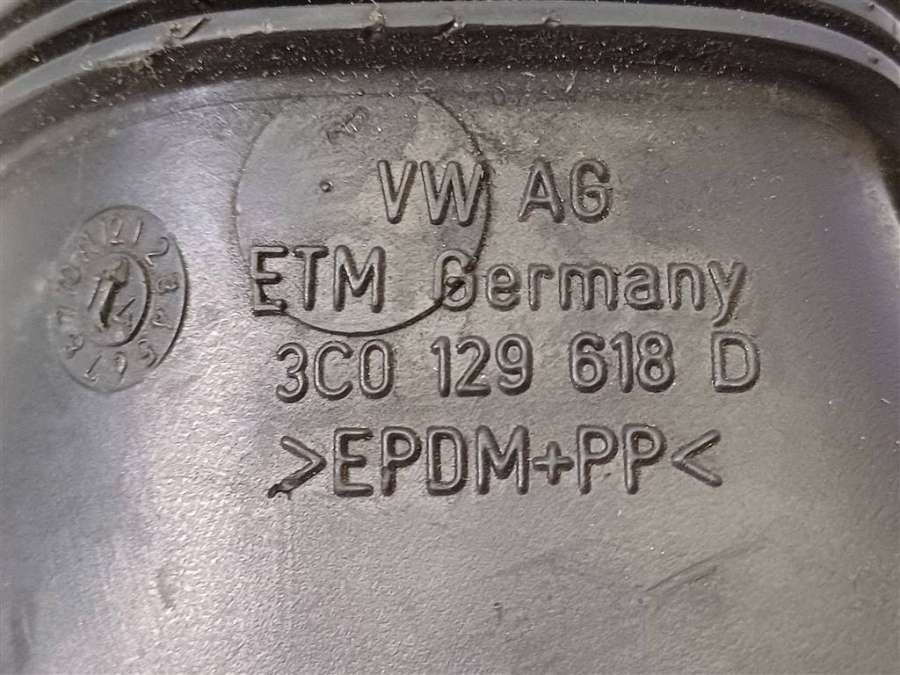 VW AG
ETM Germany
3C0 129 618 D
>EPDM+PP<